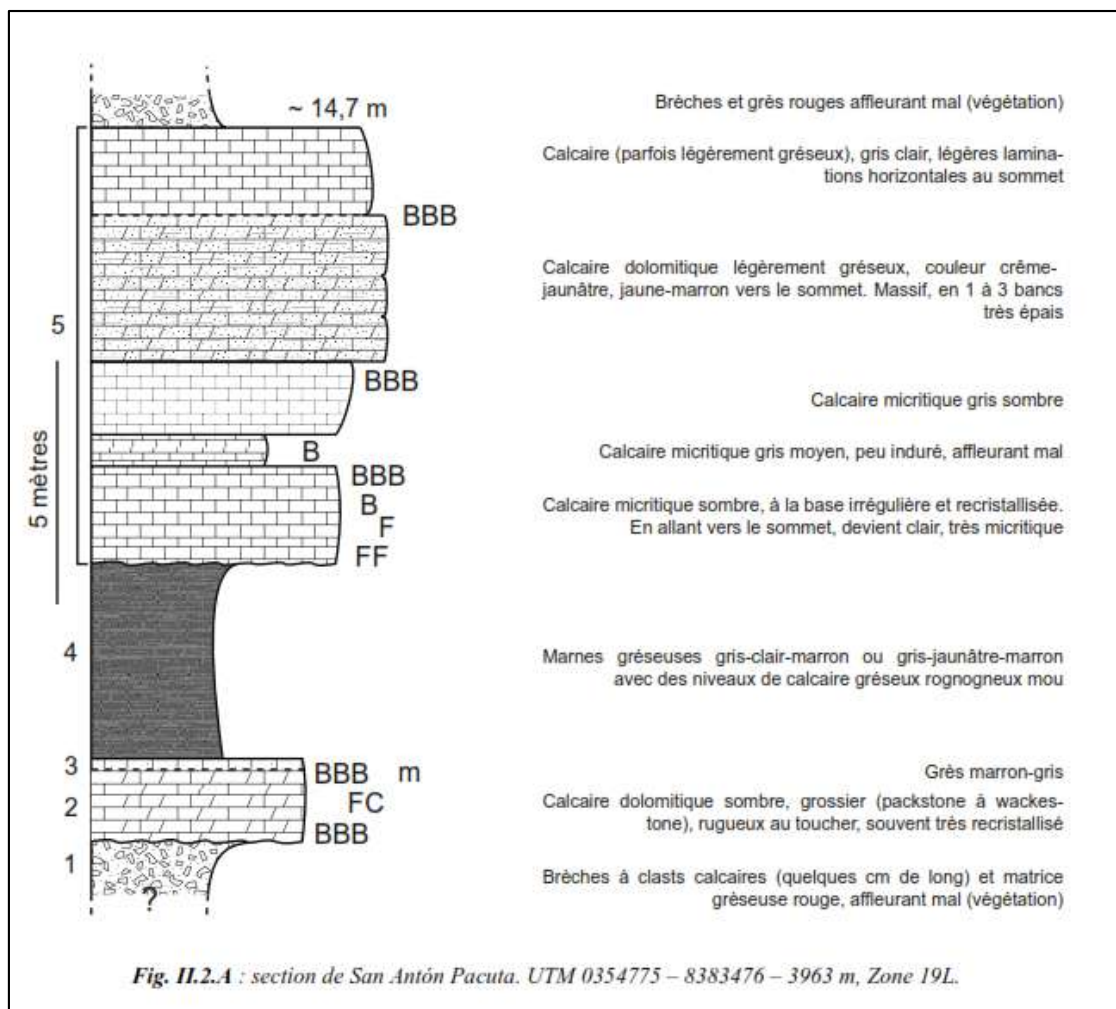 ~ 14,7 m
Brèches et grès rouges affleurant mal (végétation)
Calcaire (parfois légèrement gréseux), gris clair, légères lamina-
tions horizontales au sommet
BBB
Calcaire dolomitique légèrement gréseux, couleur crême-
jaunâtre, jaune-marron vers le sommet. Massif, en 1 à 3 bancs
très épais
5
BBB
Calcaire micritique gris sombre
5 mètres
B
Calcaire micritique gris moyen, peu induré, affleurant mal
BBB
B
F
FF
Calcaire micritique sombre, à la base irrégulière et recristallisée.
En allant vers le sommet, devient clair, très micritique
4
Marnes gréseuses gris-clair-marron ou gris-jaunâtre-marron
avec des niveaux de calcaire gréseux rognogneux mou
3
BBB m
Grès marron-gris
2
FC
BBB
Calcaire dolomitique sombre, grossier (packstone à wackes-
tone), rugueux au toucher, souvent très recristallisé
1
Brèches à clasts calcaires (quelques cm de long) et matrice
grèseuse rouge, affleurant mal (végétation)
?
Fig. II.2.A : section de San Antón Pacuta. UTM 0354775 – 8383476 – 3963 m, Zone 19L.